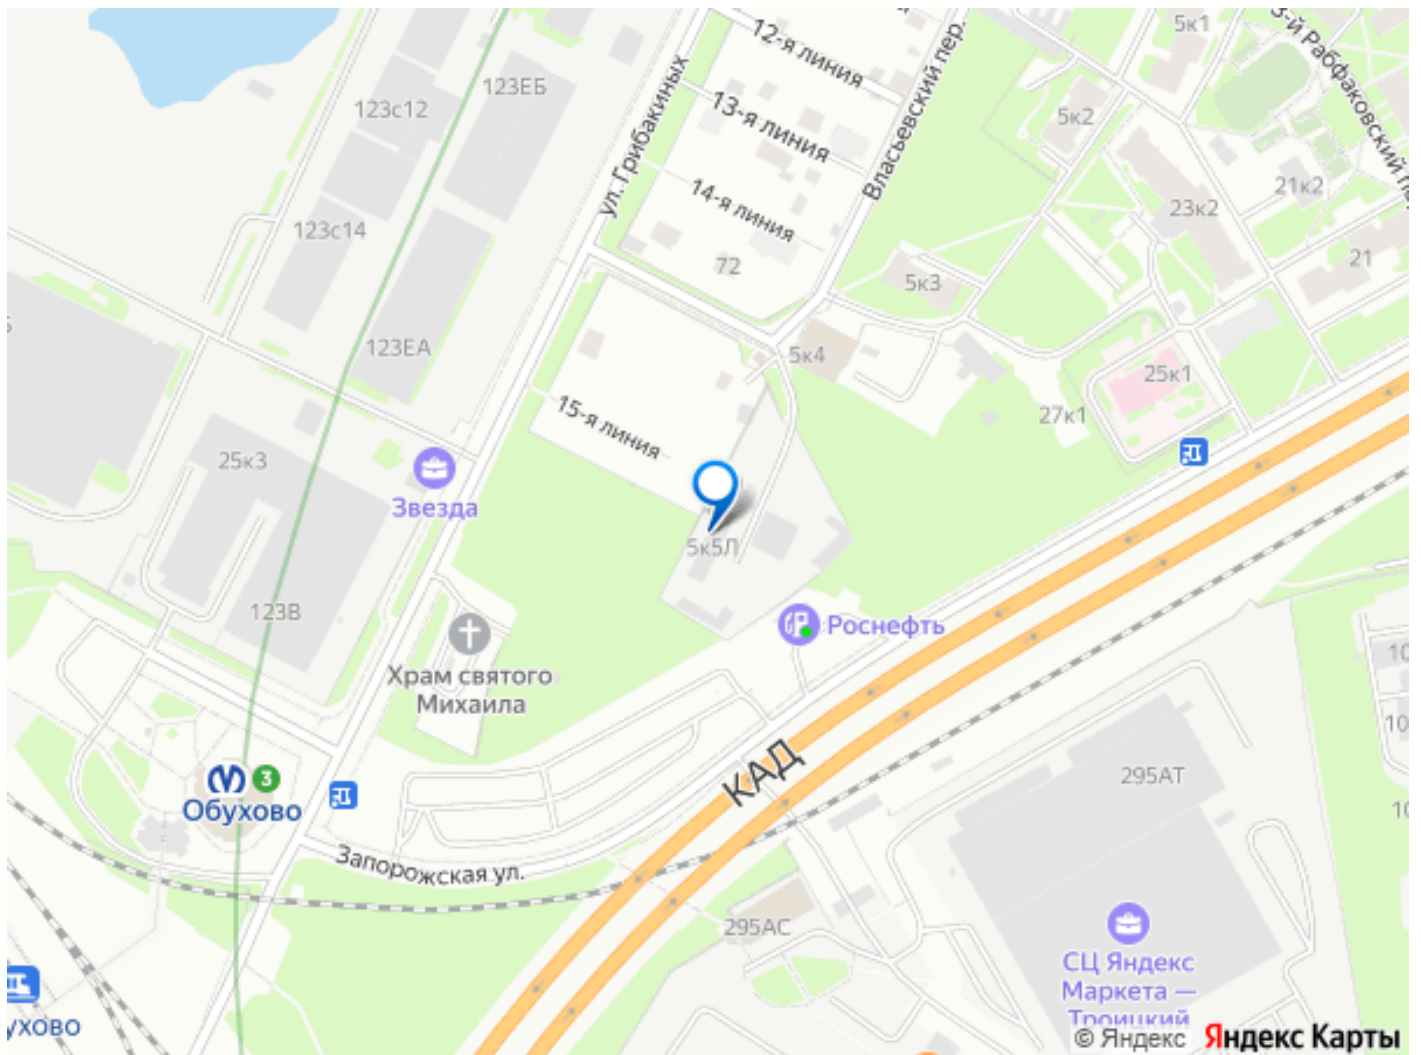 12-я линия
13-я линия
14-я линия
72
15-я линия
ул. Грибакиных
Власьевский пер.
3-й Рабфаковский
5к1
5к2
5к3
5к4
21к2
23к2
21
25к1
27к1
123ЕБ
123с12
123с14
123ЕА
25к3
123В
Звезда
5к5Л
Роснефть
Храм святого
Михаила
3
Обухово
Запорожская ул.
КАД
295АТ
295АС
СЦ Яндекс
Маркета —
Троицкий
© Яндекс Яндекс Карты